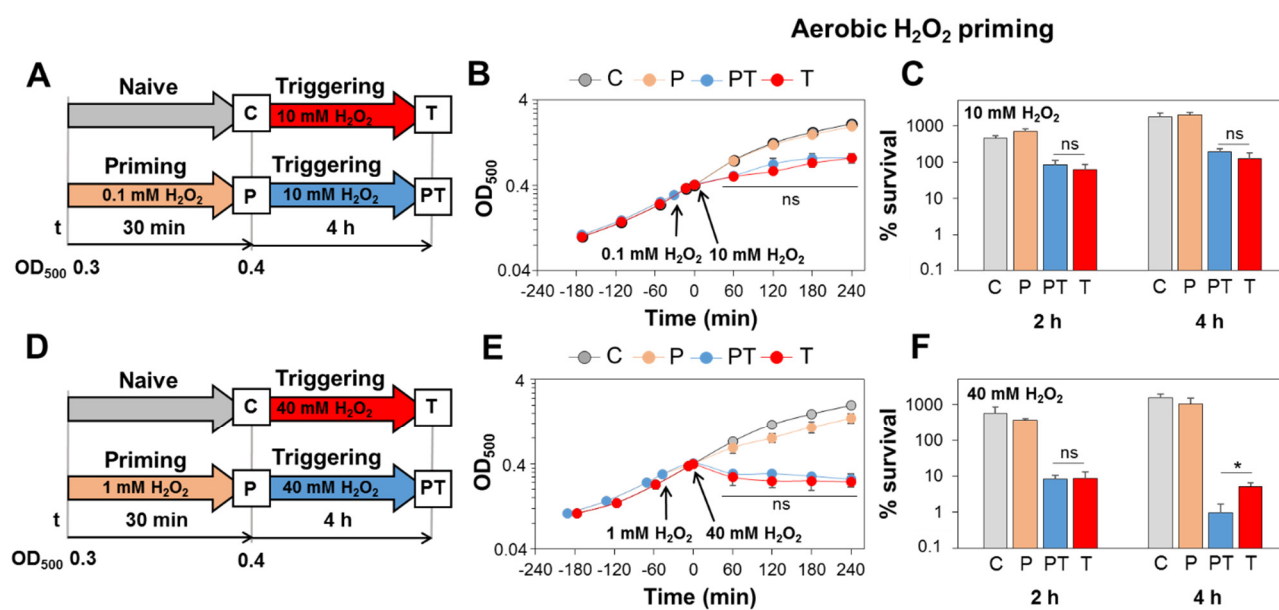 Aerobic H₂O₂ priming
A
Naive
Triggering
C
10 mM H₂O₂
T
Priming
Triggering
0.1 mM H₂O₂
P
10 mM H₂O₂
PT
t
30 min
4 h
OD₅₀₀ 0.3
0.4
B
C
P
PT
T
4
0.4
0.04
OD₅₀₀
0.1 mM H₂O₂
10 mM H₂O₂
ns
-240 -180 -120 -60 0 60 120 180 240
Time (min)
C
10 mM H₂O₂
1000
100
10
1
0.1
% survival
ns
ns
C P PT T
C P PT T
2 h
4 h
D
Naive
Triggering
C
40 mM H₂O₂
T
Priming
Triggering
1 mM H₂O₂
P
40 mM H₂O₂
PT
t
30 min
4 h
OD₅₀₀ 0.3
0.4
E
C
P
PT
T
4
0.4
0.04
OD₅₀₀
1 mM H₂O₂
40 mM H₂O₂
ns
-240 -180 -120 -60 0 60 120 180 240
Time (min)
F
40 mM H₂O₂
1000
100
10
1
0.1
% survival
ns
*
C P PT T
C P PT T
2 h
4 h